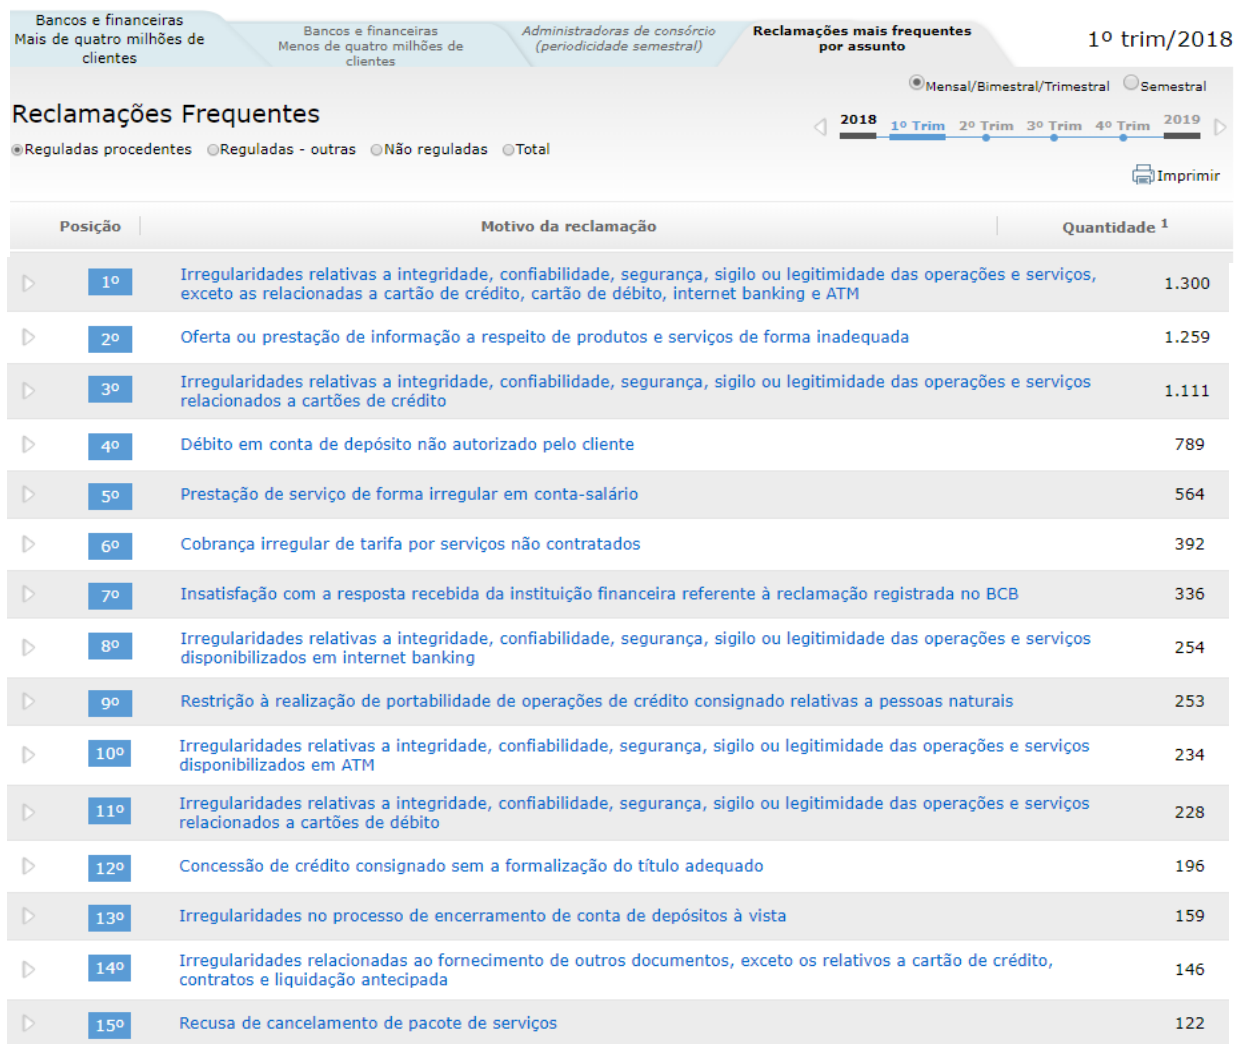 Bancos e financeiras
Mais de quatro milhões de
clientes
Bancos e financeiras
Menos de quatro milhões de
clientes
Administradoras de consórcio
(periodicidade semestral)
Reclamações mais frequentes
por assunto
1º trim/2018
Mensal/Bimestral/Trimestral Semestral
Reclamações Frequentes
2018 1º Trim 2º Trim 3º Trim 4º Trim 2019
Reguladas procedentes Reguladas - outras Não reguladas Total
Imprimir
Posição Motivo da reclamação Quantidade 1
1º Irregularidades relativas a integridade, confiabilidade, segurança, sigilo ou legitimidade das operações e serviços, 1.300
exceto as relacionadas a cartão de crédito, cartão de débito, internet banking e ATM
2º Oferta ou prestação de informação a respeito de produtos e serviços de forma inadequada 1.259
3º Irregularidades relativas a integridade, confiabilidade, segurança, sigilo ou legitimidade das operações e serviços 1.111
relacionados a cartões de crédito
4º Débito em conta de depósito não autorizado pelo cliente 789
5º Prestação de serviço de forma irregular em conta-salário 564
6º Cobrança irregular de tarifa por serviços não contratados 392
7º Insatisfação com a resposta recebida da instituição financeira referente à reclamação registrada no BCB 336
8º Irregularidades relativas a integridade, confiabilidade, segurança, sigilo ou legitimidade das operações e serviços 254
disponibilizados em internet banking
9º Restrição à realização de portabilidade de operações de crédito consignado relativas a pessoas naturais 253
10º Irregularidades relativas a integridade, confiabilidade, segurança, sigilo ou legitimidade das operações e serviços 234
disponibilizados em ATM
11º Irregularidades relativas a integridade, confiabilidade, segurança, sigilo ou legitimidade das operações e serviços 228
relacionados a cartões de débito
12º Concessão de crédito consignado sem a formalização do título adequado 196
13º Irregularidades no processo de encerramento de conta de depósitos à vista 159
14º Irregularidades relacionadas ao fornecimento de outros documentos, exceto os relativos a cartão de crédito, 146
contratos e liquidação antecipada
15º Recusa de cancelamento de pacote de serviços 122